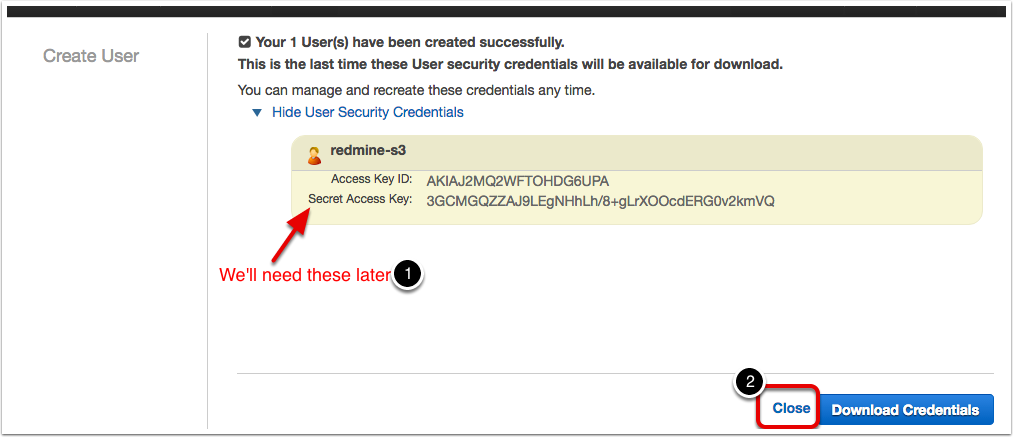 Create User
Your 1 User(s) have been created successfully.
This is the last time these User security credentials will be available for download.
You can manage and recreate these credentials any time.
Hide User Security Credentials
redmine-s3
Access Key ID: AKIAJ2MQ2WFTOHDG6UPA
Secret Access Key: 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
We'll need these later 1
2
Close Download Credentials